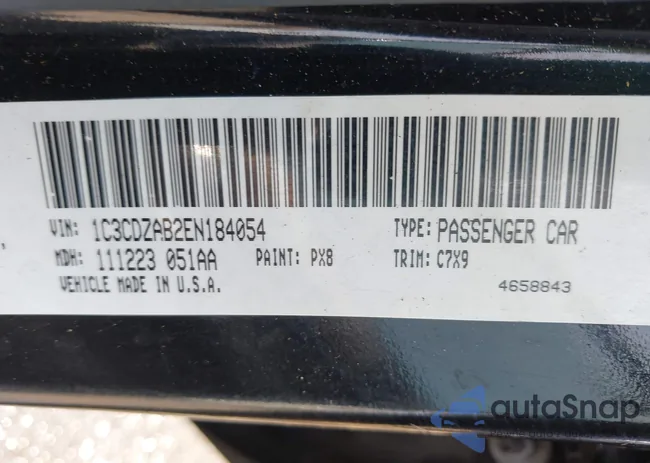 VIN: 1C3CDZAB2EN184054 TYPE: PASSENGER CAR
MDH: 111223 051AA PAINT: PX8 TRIM: C7X9
VEHICLE MADE IN U.S.A. 4658843
autoSnap